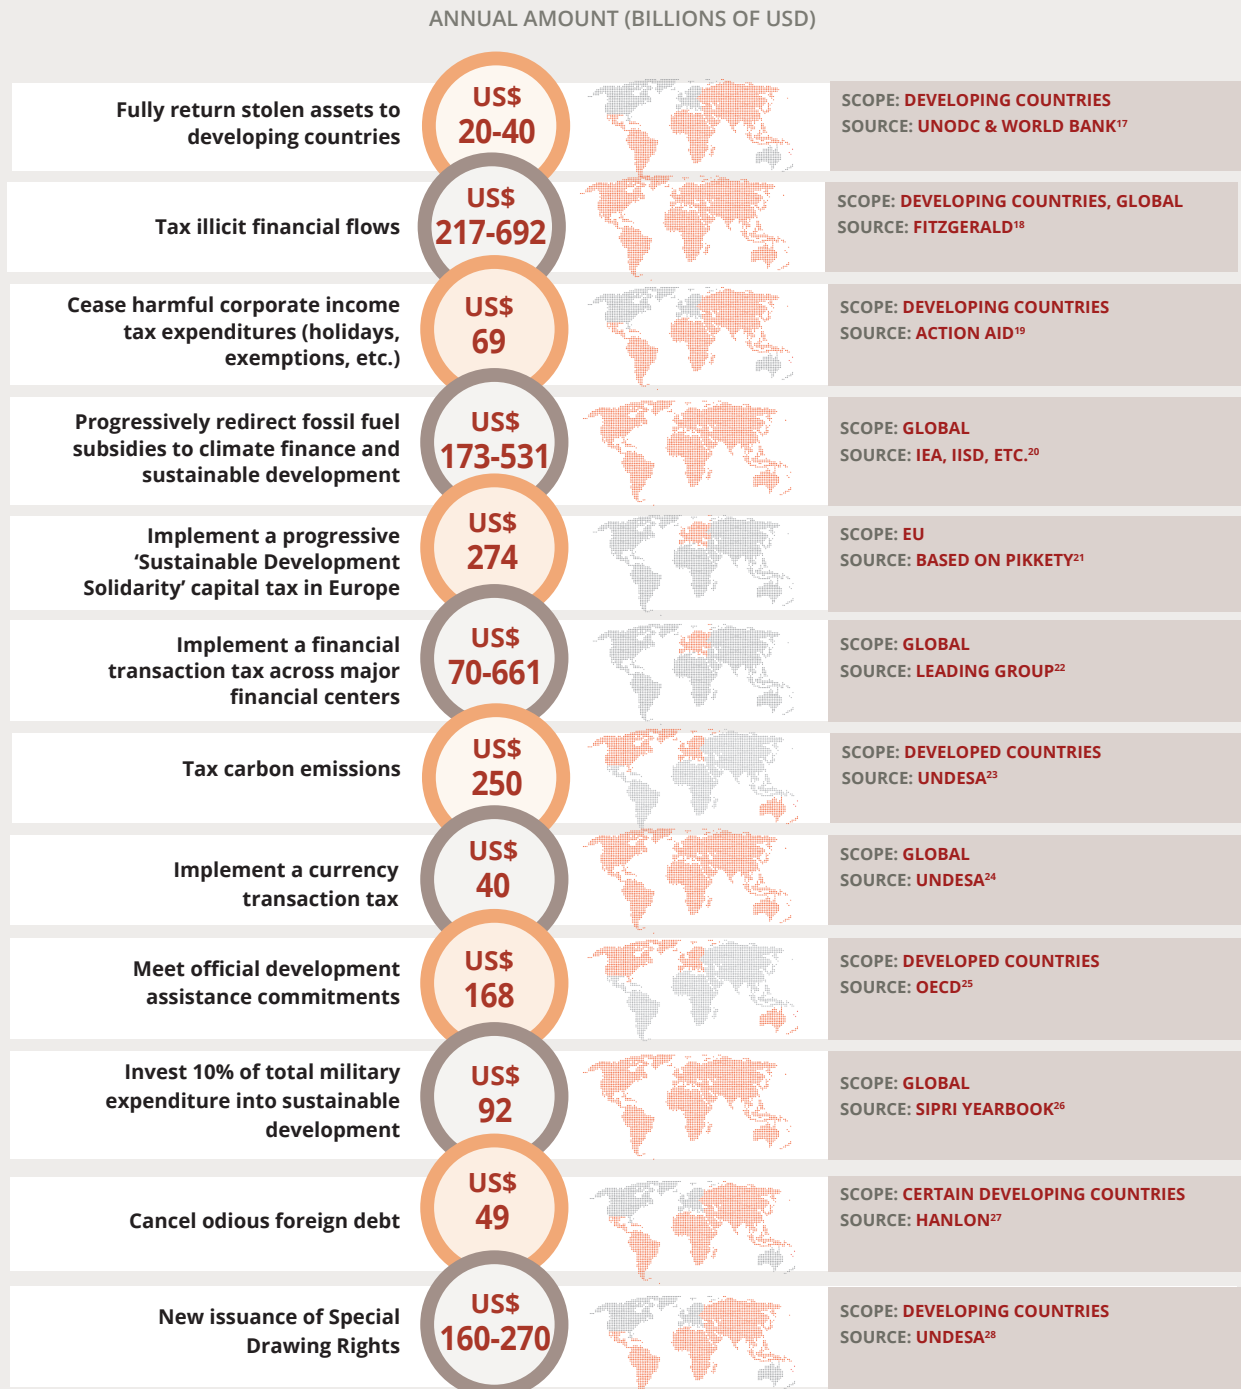 ANNUAL AMOUNT (BILLIONS OF USD)
Fully return stolen assets to
developing countries
US$
20-40
SCOPE: DEVELOPING COUNTRIES
SOURCE: UNODC & WORLD BANK¹⁷
Tax illicit financial flows
US$
217-692
SCOPE: DEVELOPING COUNTRIES, GLOBAL
SOURCE: FITZGERALD¹⁸
Cease harmful corporate income
tax expenditures (holidays,
exemptions, etc.)
US$
69
SCOPE: DEVELOPING COUNTRIES
SOURCE: ACTION AID¹⁹
Progressively redirect fossil fuel
subsidies to climate finance and
sustainable development
US$
173-531
SCOPE: GLOBAL
SOURCE: IEA, IISD, ETC.²⁰
Implement a progressive
‘Sustainable Development
Solidarity’ capital tax in Europe
US$
274
SCOPE: EU
SOURCE: BASED ON PIKKETY²¹
Implement a financial
transaction tax across major
financial centers
US$
70-661
SCOPE: GLOBAL
SOURCE: LEADING GROUP²²
Tax carbon emissions
US$
250
SCOPE: DEVELOPED COUNTRIES
SOURCE: UNDESA²³
Implement a currency
transaction tax
US$
40
SCOPE: GLOBAL
SOURCE: UNDESA²⁴
Meet official development
assistance commitments
US$
168
SCOPE: DEVELOPED COUNTRIES
SOURCE: OECD²⁵
Invest 10% of total military
expenditure into sustainable
development
US$
92
SCOPE: GLOBAL
SOURCE: SIPRI YEARBOOK²⁶
Cancel odious foreign debt
US$
49
SCOPE: CERTAIN DEVELOPING COUNTRIES
SOURCE: HANLON²⁷
New issuance of Special
Drawing Rights
US$
160-270
SCOPE: DEVELOPING COUNTRIES
SOURCE: UNDESA²⁸